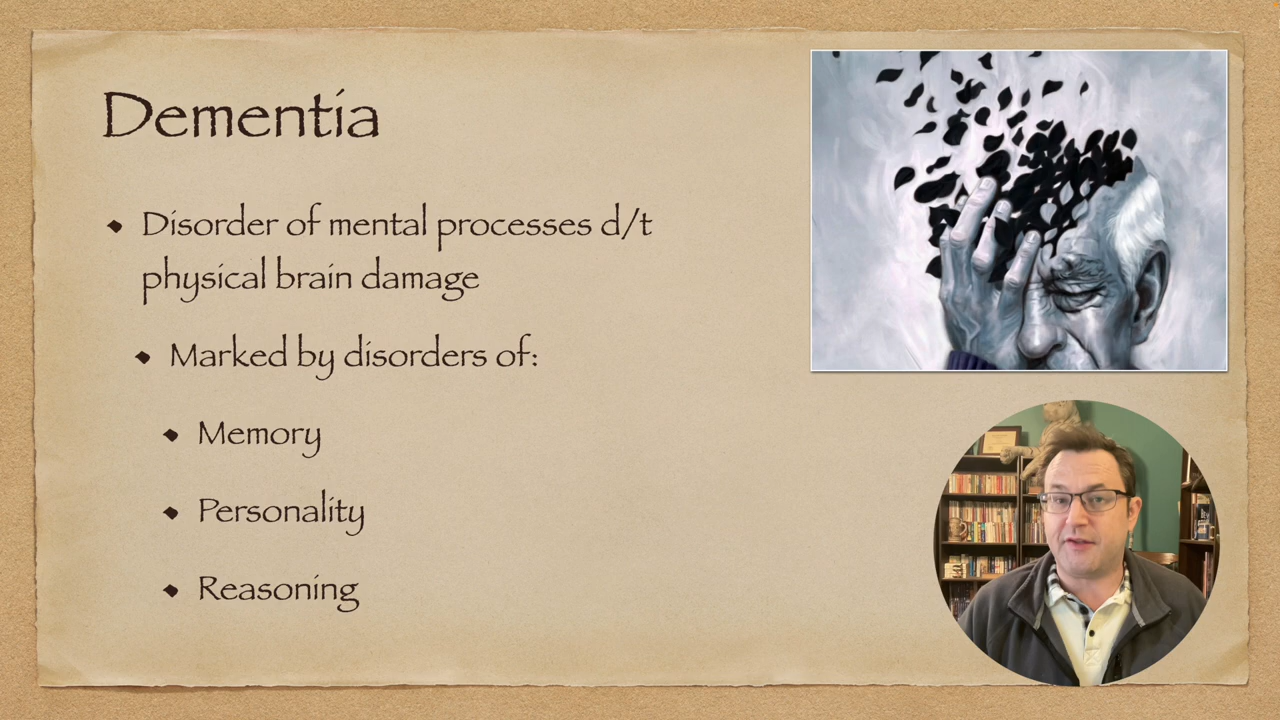 Dementia
Disorder of mental processes d/t
physical brain damage
Marked by disorders of:
Memory
Personality
Reasoning